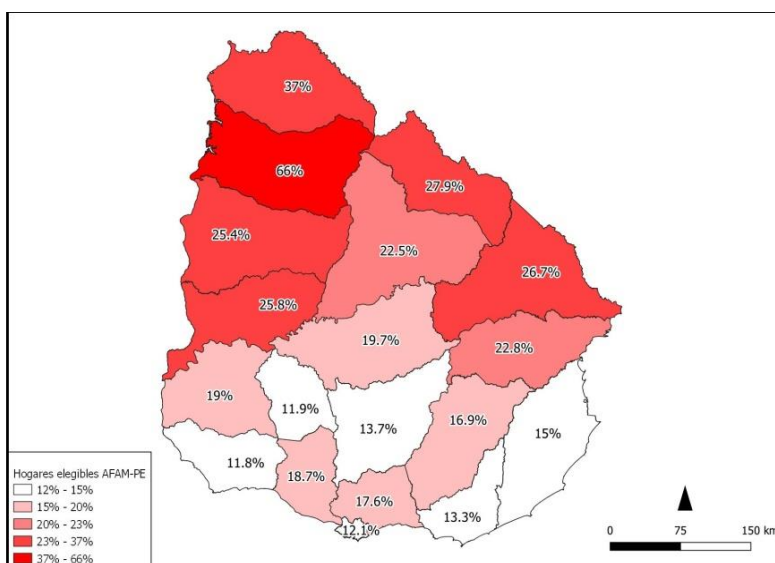 37%
66%
27.9%
25.4%
22.5%
26.7%
25.8%
19.7%
22.8%
19%
11.9%
13.7%
16.9%
15%
11.8%
18.7%
17.6%
13.3%
12.1%
Hogares elegibles AFAM-PE
12% - 15%
15% - 20%
20% - 23%
23% - 37%
37% - 66%
0 75 150 km